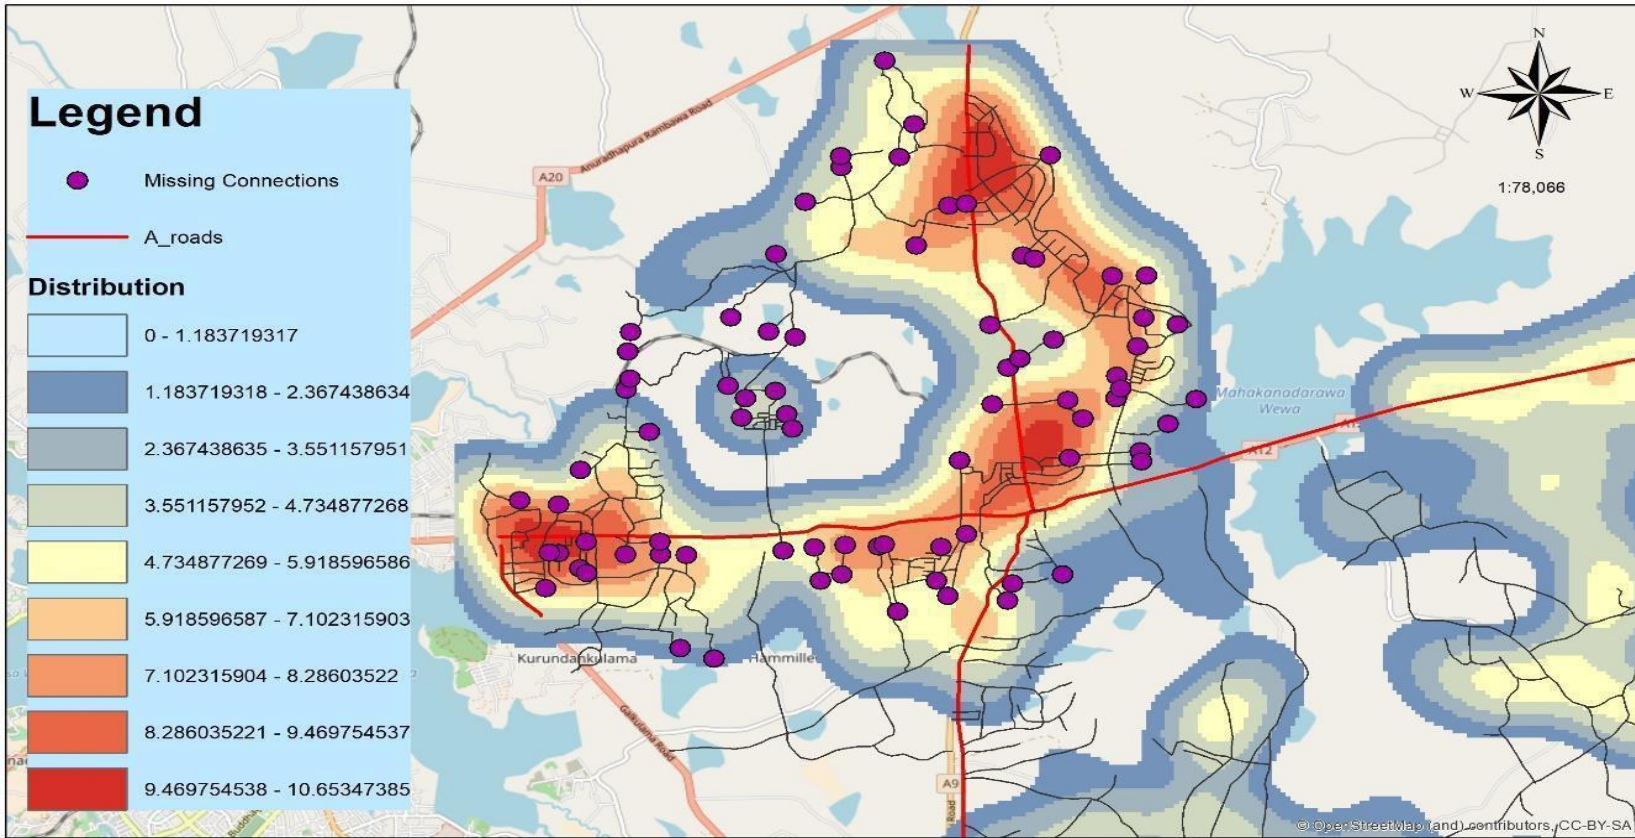 Legend
Missing Connections
A_roads
Distribution
0 - 1.183719317
1.183719318 - 2.367438634
2.367438635 - 3.551157951
3.551157952 - 4.734877268
4.734877269 - 5.918596586
5.918596587 - 7.102315903
7.102315904 - 8.28603522
8.286035221 - 9.469754537
9.469754538 - 10.65347385
N
W
E
S
1:78,066
Anuradhapura Rambawa Road
A20
Mahakanadarawa
Wewa
A12
Kurundankulama
Galkulama Road
A9
Road
© OpenStreetMap (and) contributors, CC-BY-SA